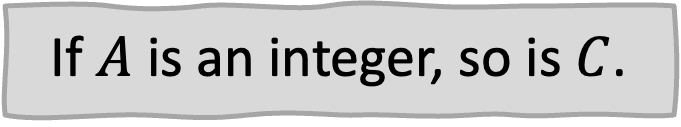 If A is an integer, so is C.